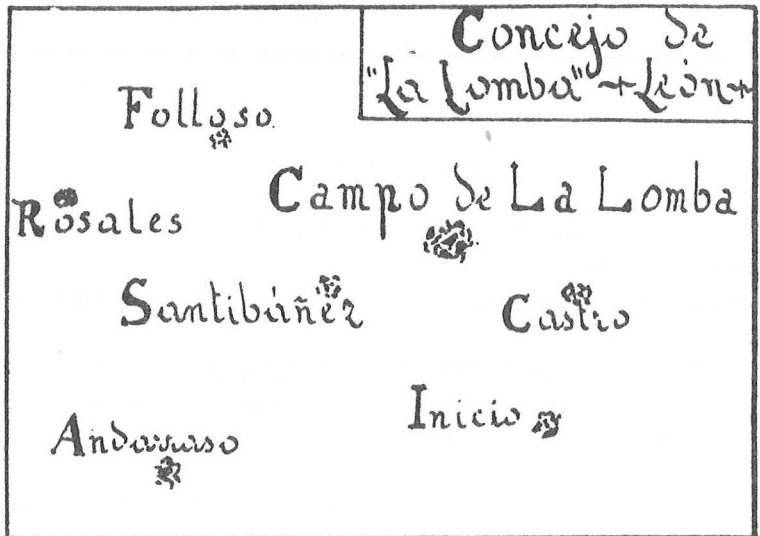 Concejo de
"La Lomba" + León +
Folloso
Campo de La Lomba
Rosales
Santibáñez
Castro
Inicio
Andarraso